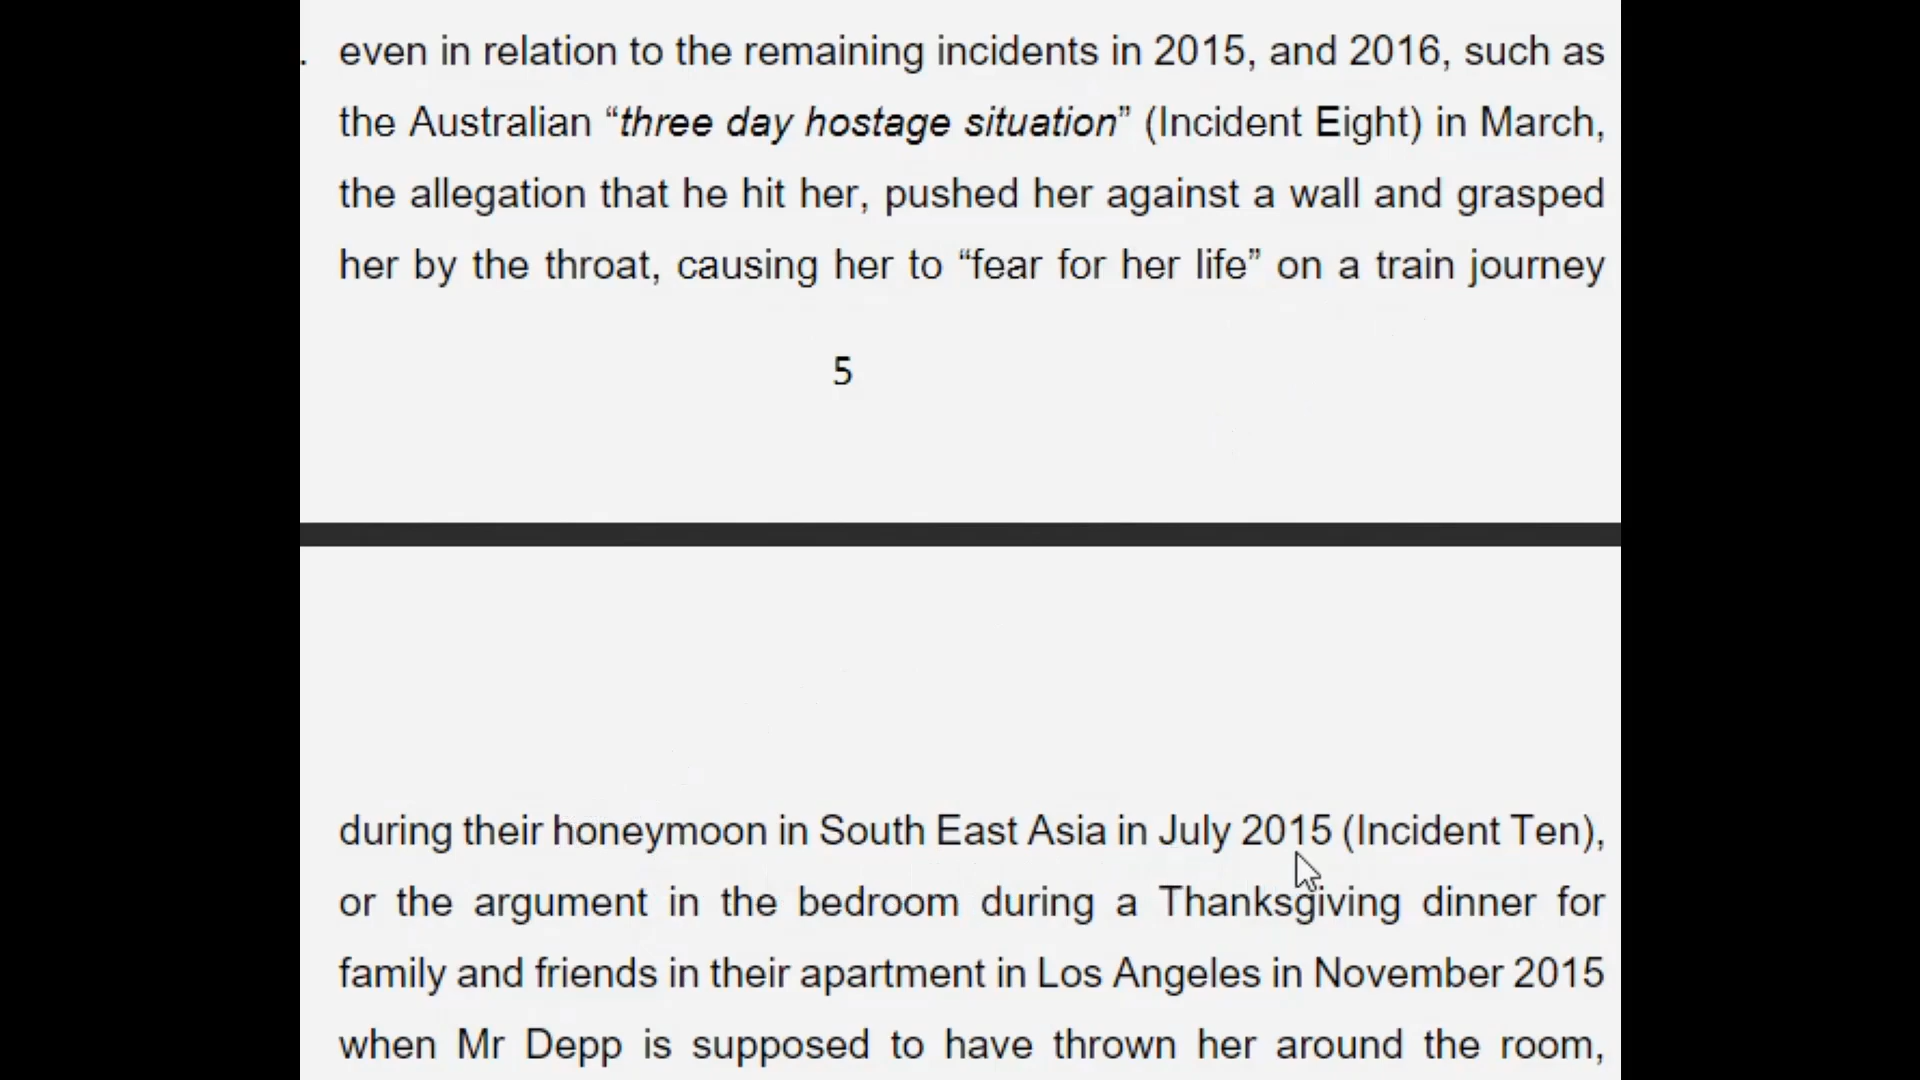 . even in relation to the remaining incidents in 2015, and 2016, such as
the Australian “three day hostage situation” (Incident Eight) in March,
the allegation that he hit her, pushed her against a wall and grasped
her by the throat, causing her to “fear for her life” on a train journey
5
during their honeymoon in South East Asia in July 2015 (Incident Ten),
or the argument in the bedroom during a Thanksgiving dinner for
family and friends in their apartment in Los Angeles in November 2015
when Mr Depp is supposed to have thrown her around the room,